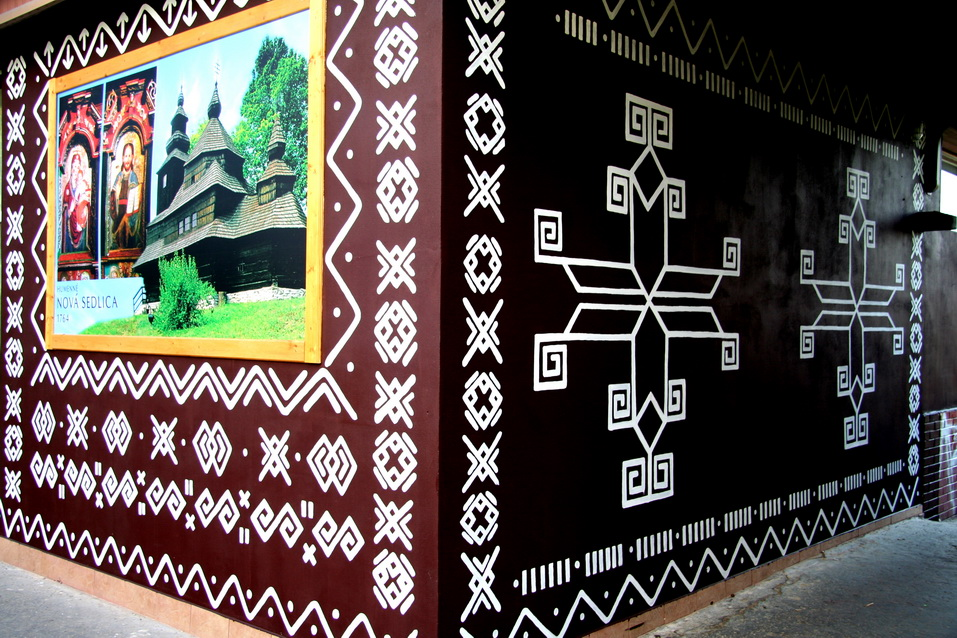 HUMENNÉ
NOVÁ SEDLICA
1764